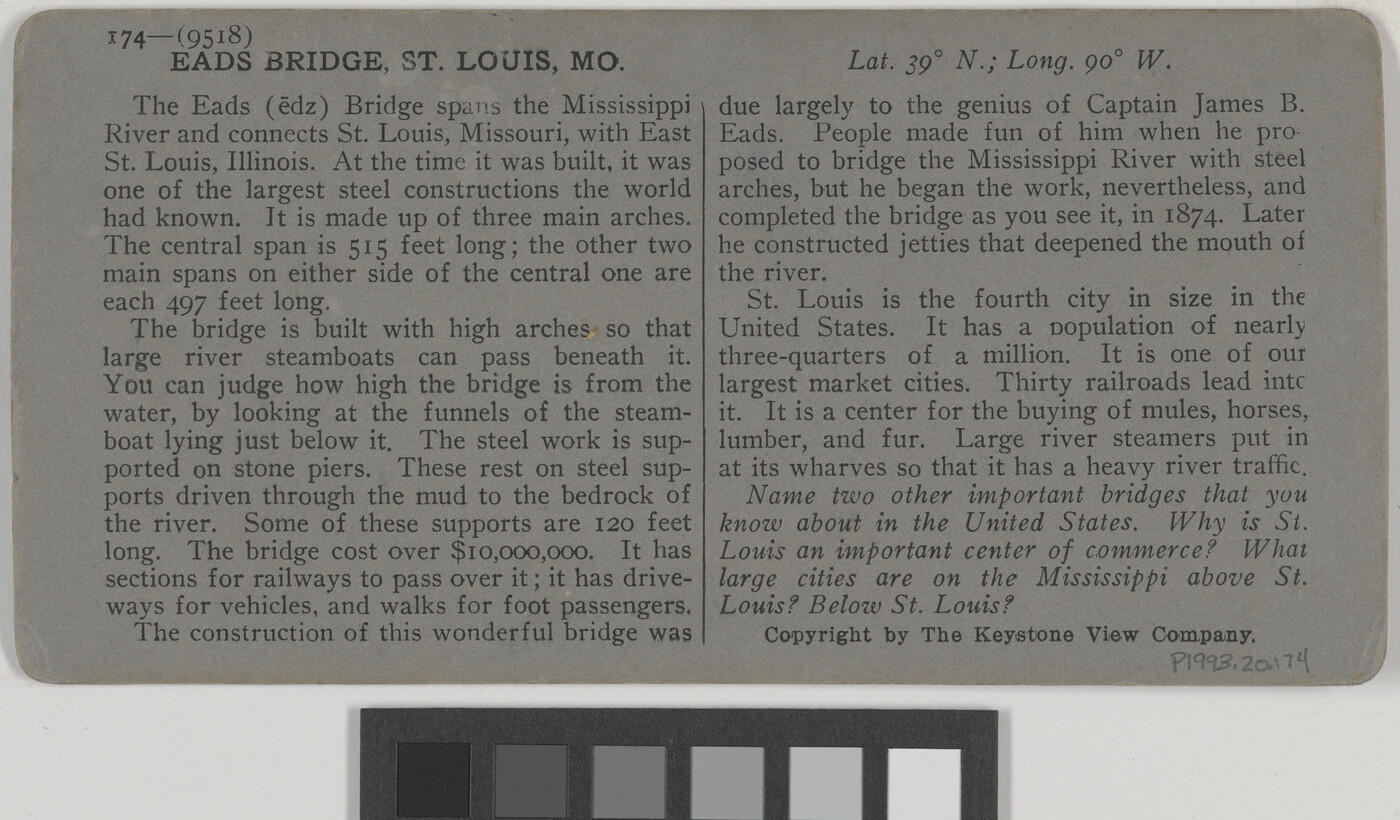 174—(9518)
EADS BRIDGE, ST. LOUIS, MO.
The Eads (ēdz) Bridge spans the Mississippi
River and connects St. Louis, Missouri, with East
St. Louis, Illinois. At the time it was built, it was
one of the largest steel constructions the world
had known. It is made up of three main arches.
The central span is 515 feet long; the other two
main spans on either side of the central one are
each 497 feet long.
The bridge is built with high arches so that
large river steamboats can pass beneath it.
You can judge how high the bridge is from the
water, by looking at the funnels of the steam-
boat lying just below it. The steel work is sup-
ported on stone piers. These rest on steel sup-
ports driven through the mud to the bedrock of
the river. Some of these supports are 120 feet
long. The bridge cost over $10,000,000. It has
sections for railways to pass over it; it has drive-
ways for vehicles, and walks for foot passengers.
The construction of this wonderful bridge was
Lat. 39° N.; Long. 90° W.
due largely to the genius of Captain James B.
Eads. People made fun of him when he pro-
posed to bridge the Mississippi River with steel
arches, but he began the work, nevertheless, and
completed the bridge as you see it, in 1874. Later
he constructed jetties that deepened the mouth of
the river.
St. Louis is the fourth city in size in the
United States. It has a population of nearly
three-quarters of a million. It is one of our
largest market cities. Thirty railroads lead into
it. It is a center for the buying of mules, horses,
lumber, and fur. Large river steamers put in
at its wharves so that it has a heavy river traffic.
Name two other important bridges that you
know about in the United States. Why is St.
Louis an important center of commerce? What
large cities are on the Mississippi above St.
Louis? Below St. Louis?
Copyright by The Keystone View Company.
P1993.20.174